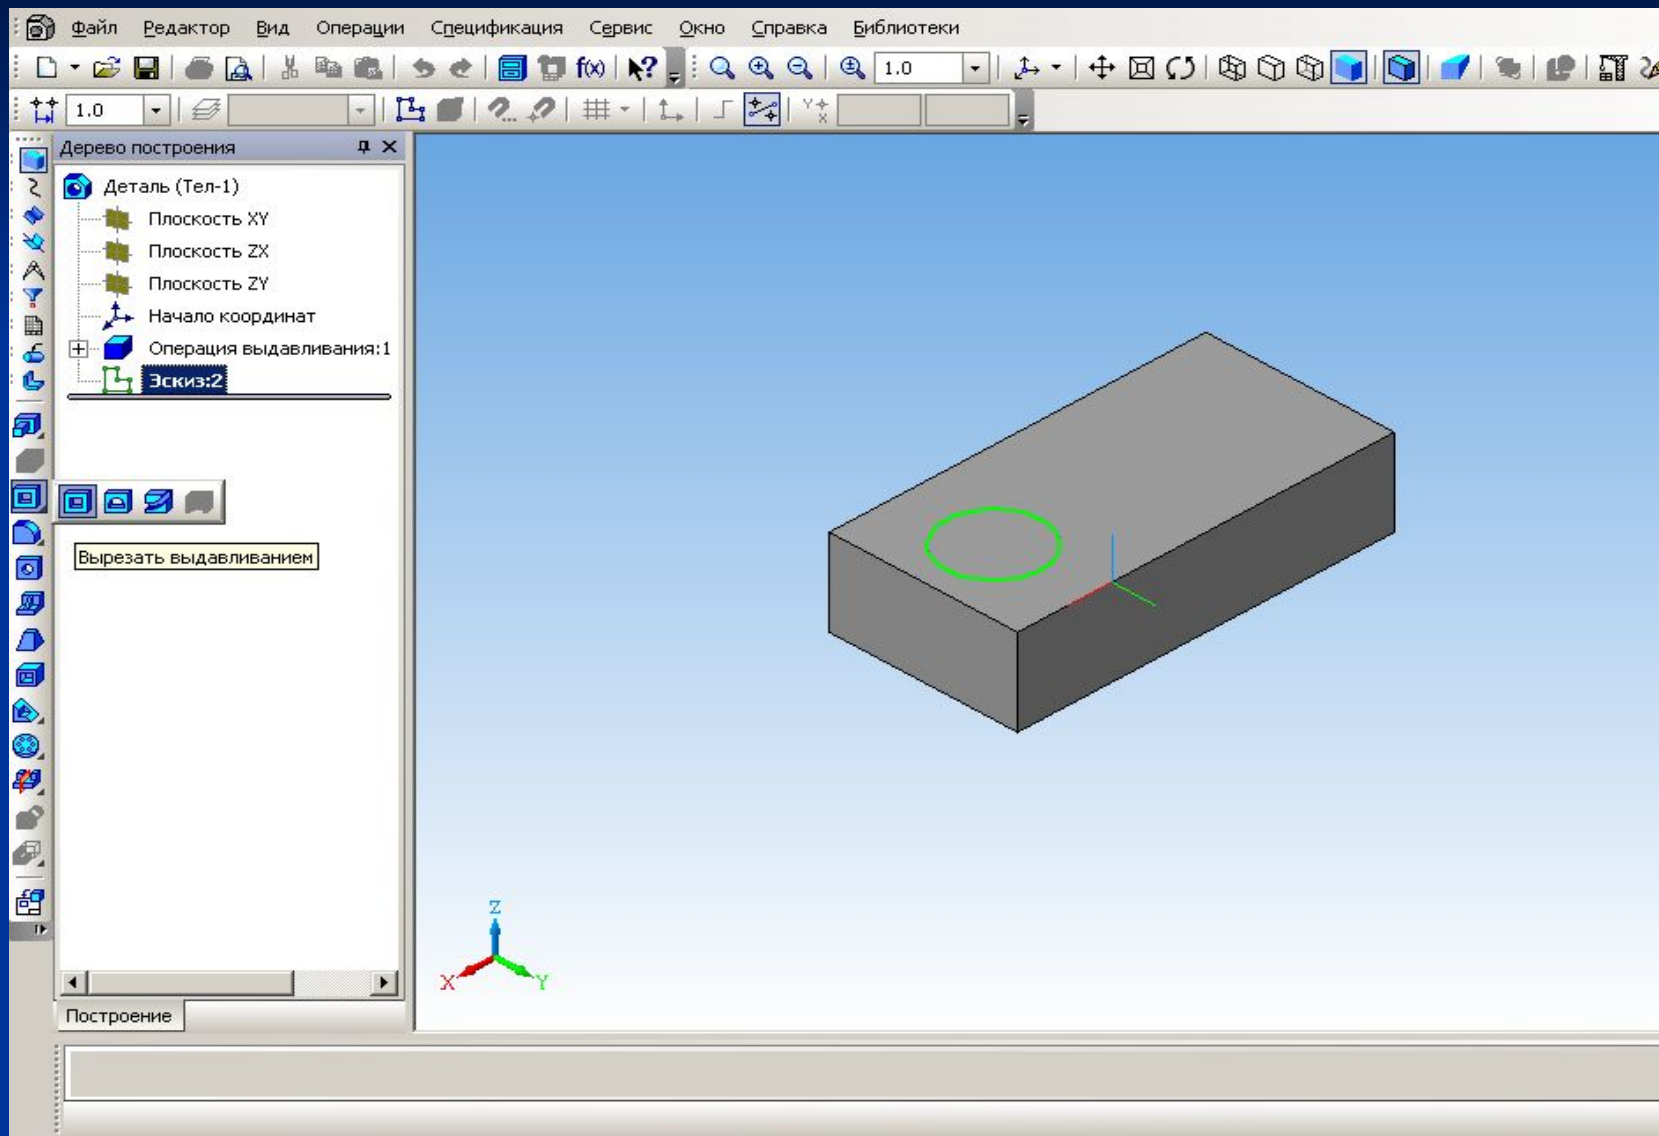 Файл Редактор Вид Операции Спецификация Сервис Окно Справка Библиотеки
f(x) ? 1.0
1.0 Y X
Дерево построения
Деталь (Тел-1)
Плоскость XY
Плоскость ZX
Плоскость ZY
Начало координат
Операция выдавливания:1
Эскиз:2
Вырезать выдавливанием
Z
X Y
Построение